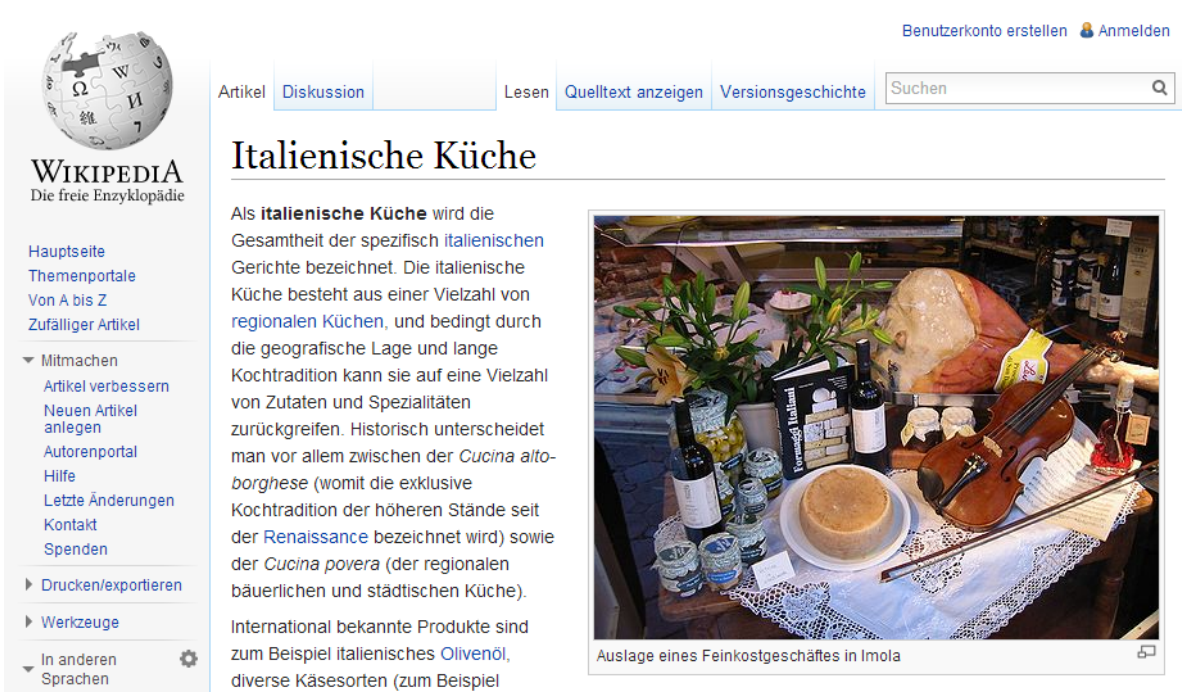 Benutzerkonto erstellen Anmelden
Artikel Diskussion Lesen Quelltext anzeigen Versionsgeschichte Suchen
WIKIPEDIA
Die freie Enzyklopädie
Hauptseite
Themenportale
Von A bis Z
Zufälliger Artikel
Mitmachen
Artikel verbessern
Neuen Artikel
anlegen
Autorenportal
Hilfe
Letzte Änderungen
Kontakt
Spenden
Drucken/exportieren
Werkzeuge
In anderen
Sprachen
Italienische Küche
Als italienische Küche wird die
Gesamtheit der spezifisch italienischen
Gerichte bezeichnet. Die italienische
Küche besteht aus einer Vielzahl von
regionalen Küchen, und bedingt durch
die geografische Lage und lange
Kochtradition kann sie auf eine Vielzahl
von Zutaten und Spezialitäten
zurückgreifen. Historisch unterscheidet
man vor allem zwischen der Cucina alto-
borghese (womit die exklusive
Kochtradition der höheren Stände seit
der Renaissance bezeichnet wird) sowie
der Cucina povera (der regionalen
bäuerlichen und städtischen Küche).
International bekannte Produkte sind
zum Beispiel italienisches Olivenöl,
diverse Käsesorten (zum Beispiel
Formaggi Italiani
Auslage eines Feinkostgeschäftes in Imola